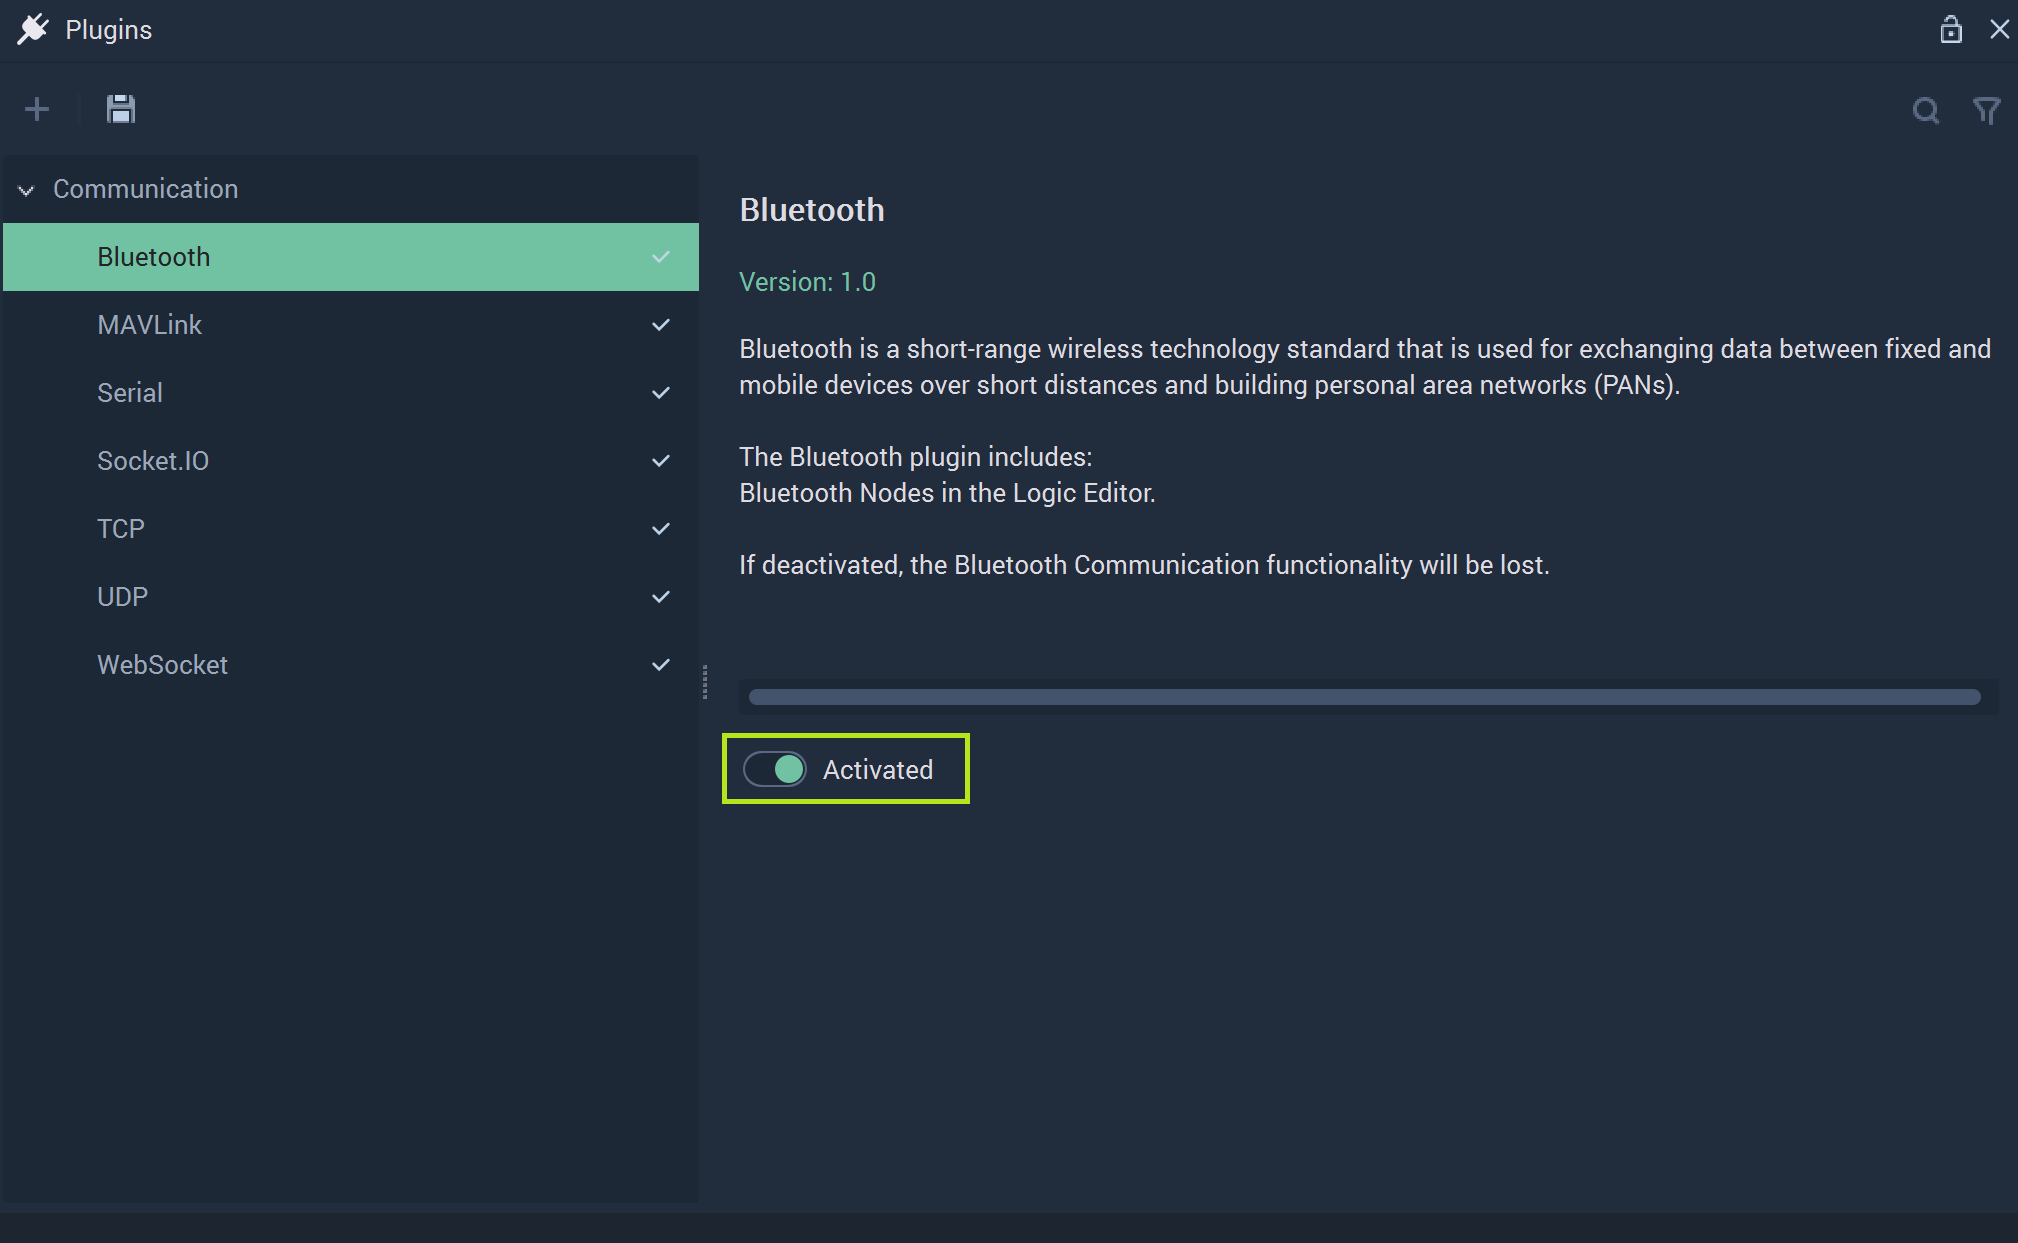 Plugins
Communication
Bluetooth
MAVLink
Serial
Socket.IO
TCP
UDP
WebSocket
Bluetooth
Version: 1.0
Bluetooth is a short-range wireless technology standard that is used for exchanging data between fixed and
mobile devices over short distances and building personal area networks (PANs).
The Bluetooth plugin includes:
Bluetooth Nodes in the Logic Editor.
If deactivated, the Bluetooth Communication functionality will be lost.
Activated